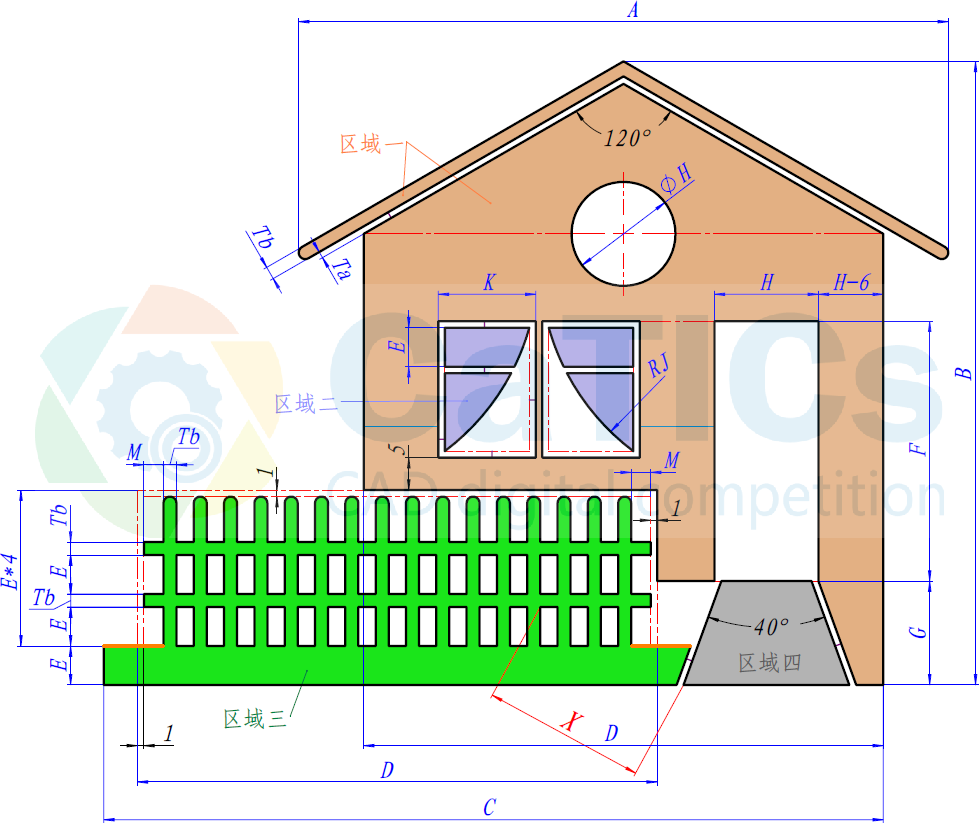 A
区域一
120°
ΦH
Tb
Ta
K
H
H-6
E
RJ
B
CaTICs
区域二
M
Tb
5
F
1
M
CAD digital competition
1
Tb
E*4
E
Tb
E
E
40°
区域四
G
区域三
X
1
D
D
C